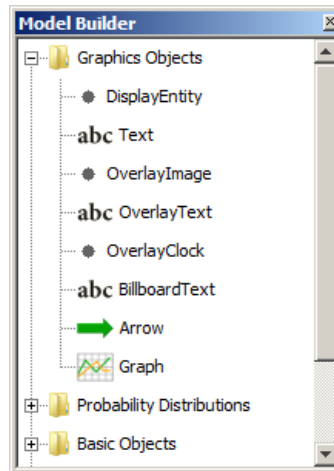 Model Builder
Graphics Objects
DisplayEntity
abc Text
OverlayImage
abc OverlayText
OverlayClock
abc BillboardText
Arrow
Graph
Probability Distributions
Basic Objects